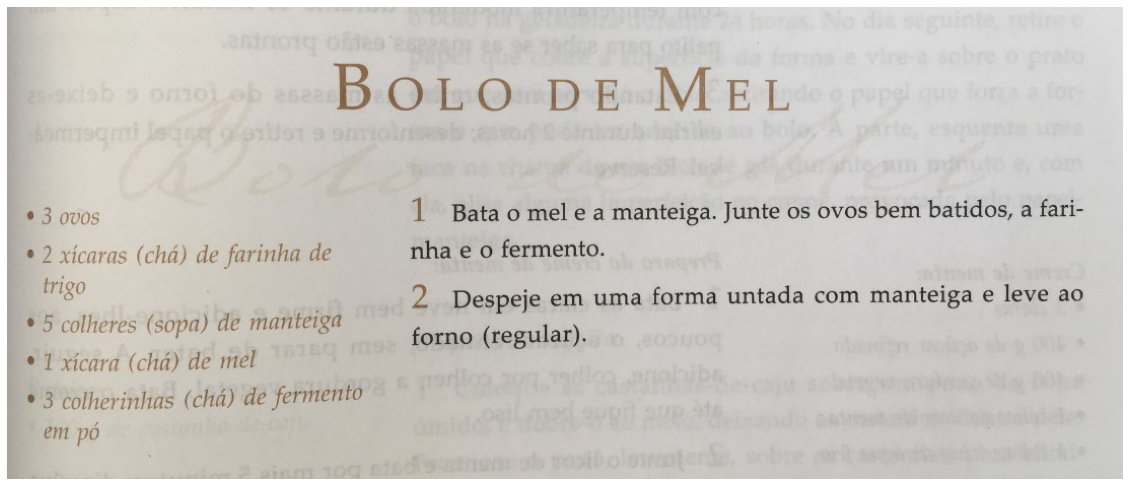 BOLO DE MEL
• 3 ovos
• 2 xícaras (chá) de farinha de
trigo
• 5 colheres (sopa) de manteiga
• 1 xícara (chá) de mel
• 3 colherinhas (chá) de fermento
em pó
1 Bata o mel e a manteiga. Junte os ovos bem batidos, a fari-
nha e o fermento.
2 Despeje em uma forma untada com manteiga e leve ao
forno (regular).